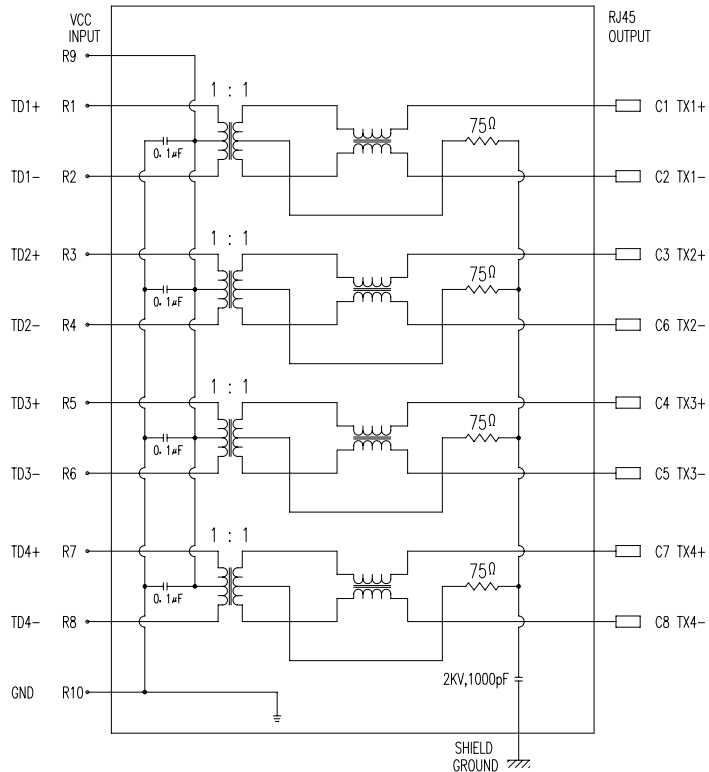 VCC
INPUT
RJ45
OUTPUT
R9
1 : 1
TD1+ R1
75Ω
C1 TX1+
0.1µF
TD1- R2
C2 TX1-
1 : 1
TD2+ R3
75Ω
C3 TX2+
0.1µF
TD2- R4
C6 TX2-
1 : 1
TD3+ R5
75Ω
C4 TX3+
0.1µF
TD3- R6
C5 TX3-
1 : 1
TD4+ R7
75Ω
C7 TX4+
0.1µF
TD4- R8
C8 TX4-
2KV,1000pF
GND R10
SHIELD
GROUND